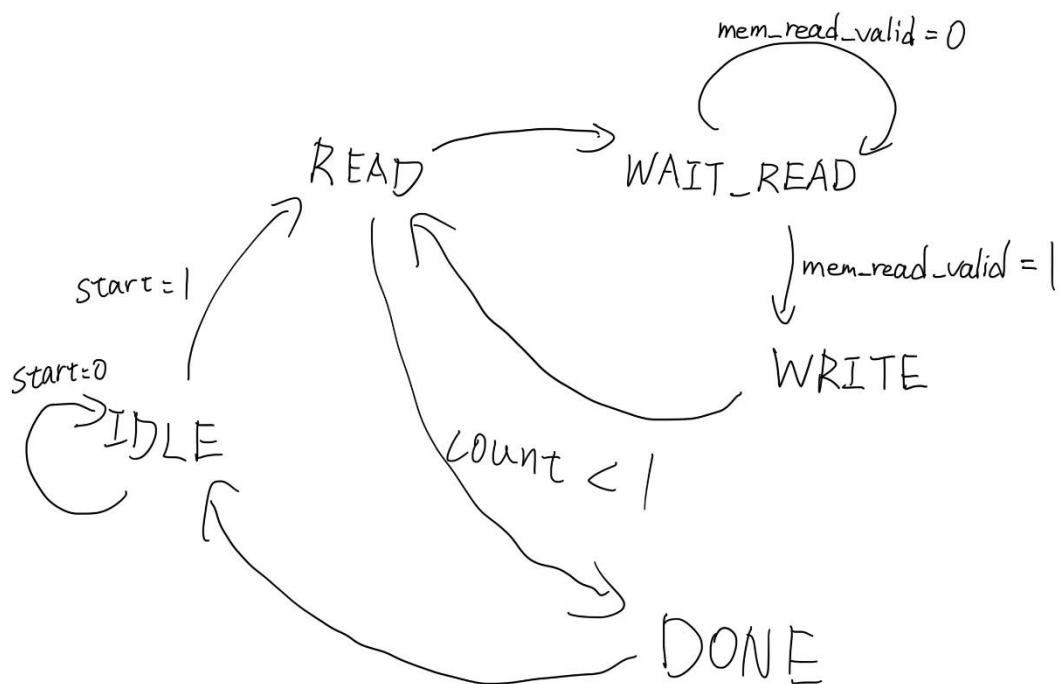 mem_read_valid = 0
READ
WAIT_READ
start=1
mem_read_valid = 1
start=0
WRITE
IDLE
count < 1
DONE